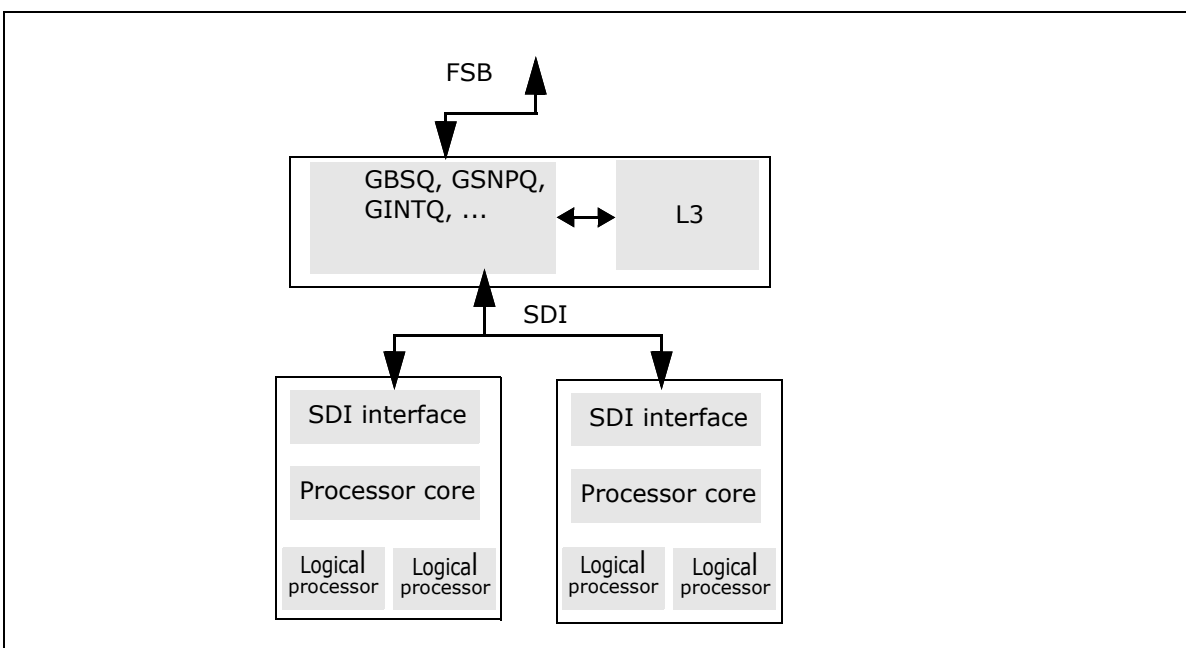 FSB
GBSQ, GSNPQ,
GINTQ, ...
L3
SDI
SDI interface
Processor core
Logical
processor
Logical
processor
SDI interface
Processor core
Logical
processor
Logical
processor